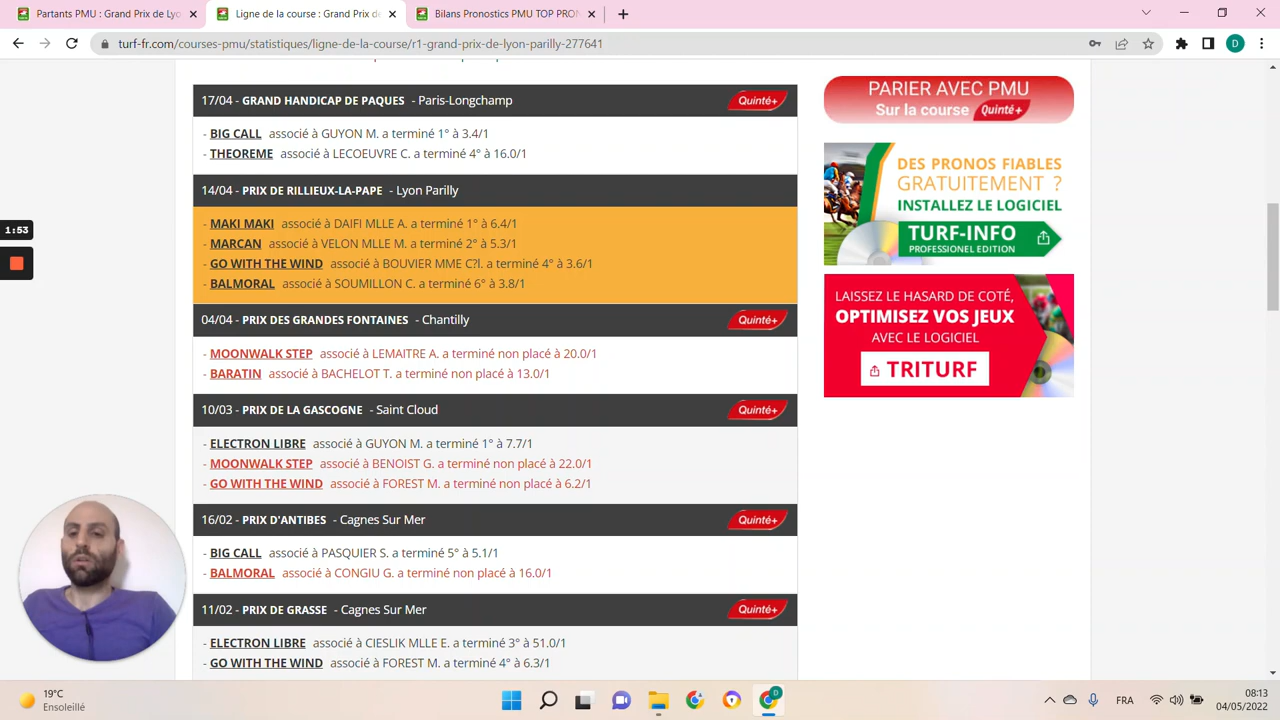 Partants PMU : Grand Prix de Lyo
Ligne de la course : Grand Prix de
Bilans Pronostics PMU TOP PRON
turf-fr.com/courses-pmu/statistiques/ligne-de-la-course/r1-grand-prix-de-lyon-parilly-277641
D
17/04 - GRAND HANDICAP DE PAQUES - Paris-Longchamp Quinté+
- BIG CALL associé à GUYON M. a terminé 1° à 3.4/1
- THEOREME associé à LECOEUVRE C. a terminé 4° à 16.0/1
14/04 - PRIX DE RILLIEUX-LA-PAPE - Lyon Parilly
- MAKI MAKI associé à DAIFI MLLE A. a terminé 1° à 6.4/1
- MARCAN associé à VELON MLLE M. a terminé 2° à 5.3/1
- GO WITH THE WIND associé à BOUVIER MME C?l. a terminé 4° à 3.6/1
- BALMORAL associé à SOUMILLON C. a terminé 6° à 3.8/1
04/04 - PRIX DES GRANDES FONTAINES - Chantilly Quinté+
- MOONWALK STEP associé à LEMAITRE A. a terminé non placé à 20.0/1
- BARATIN associé à BACHELOT T. a terminé non placé à 13.0/1
10/03 - PRIX DE LA GASCOGNE - Saint Cloud Quinté+
- ELECTRON LIBRE associé à GUYON M. a terminé 1° à 7.7/1
- MOONWALK STEP associé à BENOIST G. a terminé non placé à 22.0/1
- GO WITH THE WIND associé à FOREST M. a terminé non placé à 6.2/1
16/02 - PRIX D'ANTIBES - Cagnes Sur Mer Quinté+
- BIG CALL associé à PASQUIER S. a terminé 5° à 5.1/1
- BALMORAL associé à CONGIU G. a terminé non placé à 16.0/1
11/02 - PRIX DE GRASSE - Cagnes Sur Mer Quinté+
- ELECTRON LIBRE associé à CIESLIK MLLE E. a terminé 3° à 51.0/1
- GO WITH THE WIND associé à FOREST M. a terminé 4° à 6.3/1
PARIER AVEC PMU
Sur la course Quinté+
DES PRONOS FIABLES
GRATUITEMENT ?
INSTALLEZ LE LOGICIEL
TURF-INFO
PROFESSIONEL EDITION
LAISSEZ LE HASARD DE COTÉ,
OPTIMISEZ VOS JEUX
AVEC LE LOGICIEL
TRITURF
1:53
19°C
Ensoleillé
D
FRA
08:13
04/05/2022